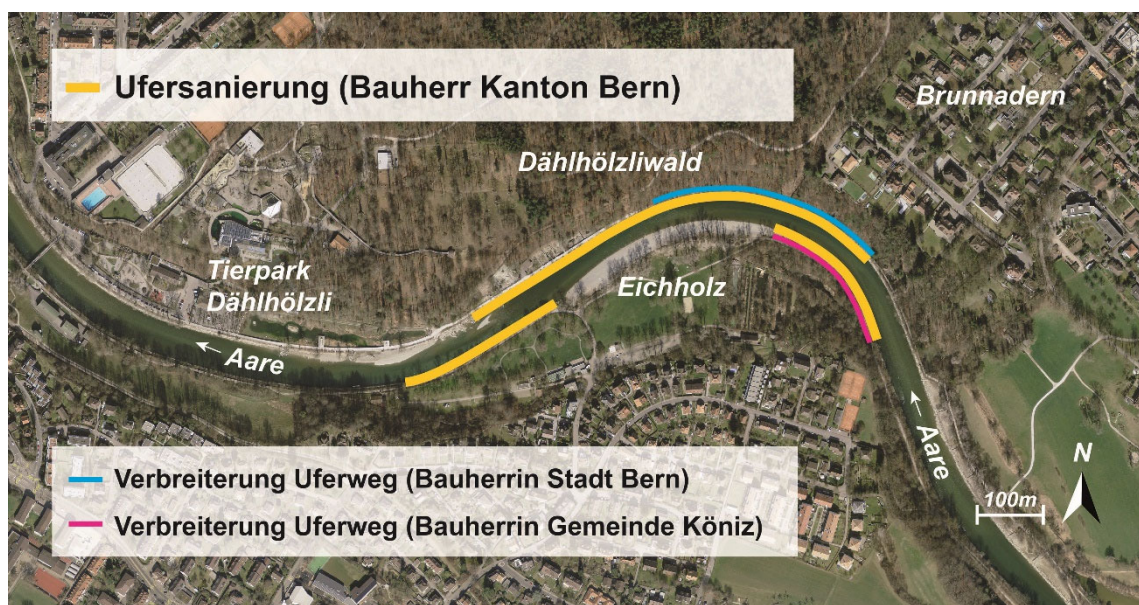 Ufersanierung (Bauherr Kanton Bern)
Brunnadern
Dählhölzliwald
Tierpark
Dählhölzli
Eichholz
Aare
Aare
N
100m
Verbreiterung Uferweg (Bauherrin Stadt Bern)
Verbreiterung Uferweg (Bauherrin Gemeinde Köniz)